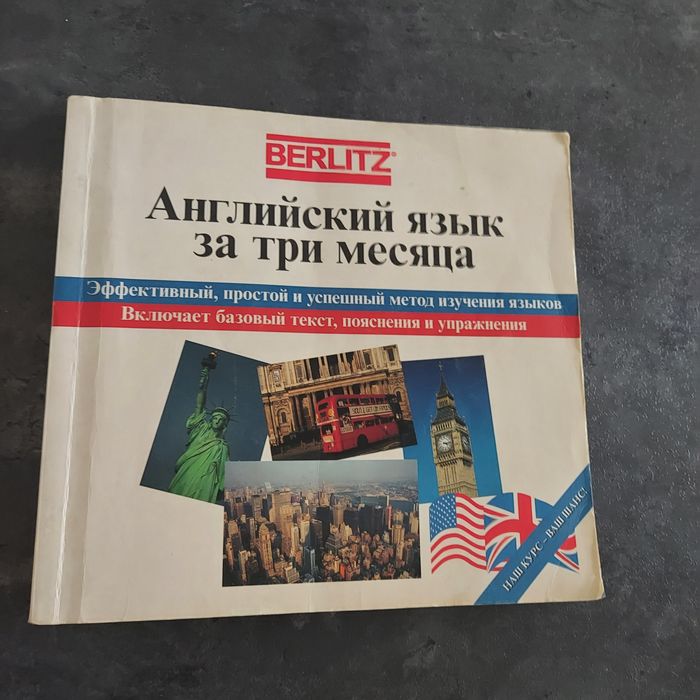 BERLITZ®
Английский язык
за три месяца
Эффективный, простой и успешный метод изучения языков
Включает базовый текст, пояснения и упражнения
НАШ КУРС – ВАШ ШАНС!